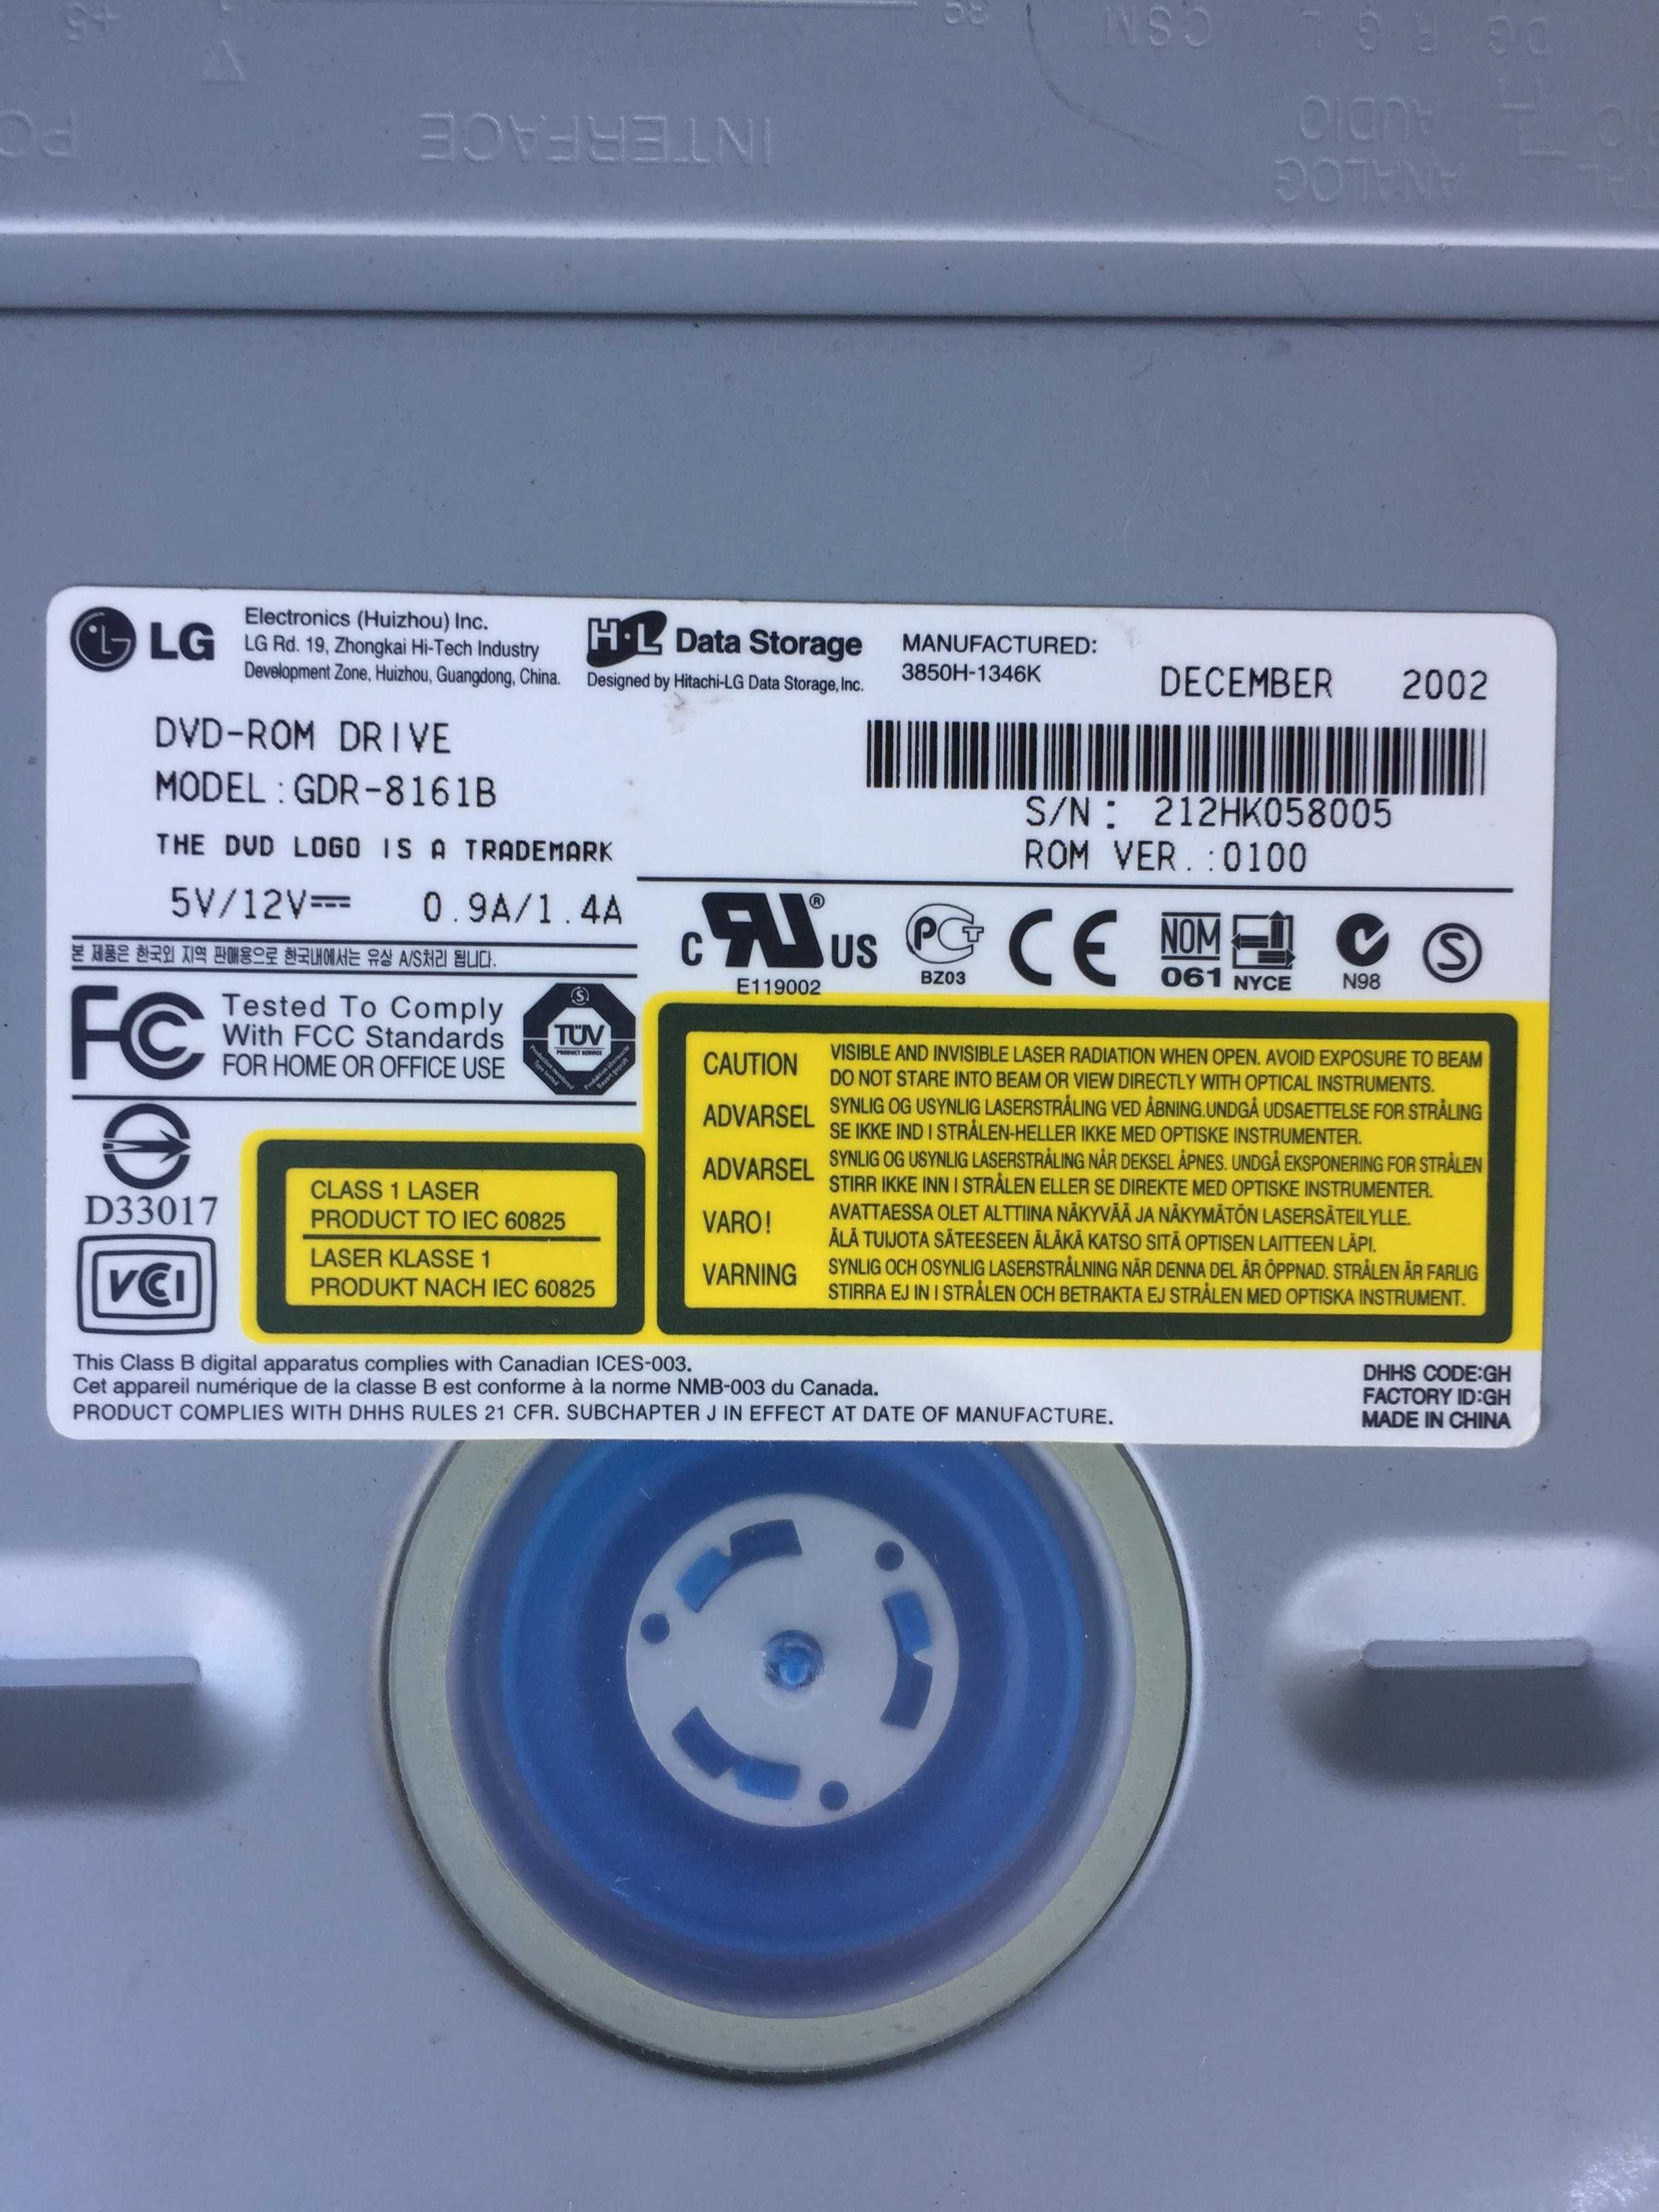 +5
39
CSM L G R DG
INTERFACE
AUDIO
ANALOG
LG
Electronics (Huizhou) Inc.
LG Rd. 19, Zhongkai Hi-Tech Industry
Development Zone, Huizhou, Guangdong, China.
H·L Data Storage
Designed by Hitachi-LG Data Storage, Inc.
MANUFACTURED:
3850H-1346K
DECEMBER 2002
DVD-ROM DRIVE
MODEL:GDR-8161B
THE DVD LOGO IS A TRADEMARK
5V/12V⎓ 0.9A/1.4A
S/N: 212HK058005
ROM VER.:0100
본 제품은 한국외 지역 판매용으로 한국내에서는 유상 A/S처리 됩니다.
C RU® US
E119002
PCT
BZ03
CE
NOM
061 NYCE
N98
S
FC
Tested To Comply
With FCC Standards
FOR HOME OR OFFICE USE
S
TÜV
PRODUCT SERVICE
D33017
VCCI
CLASS 1 LASER
PRODUCT TO IEC 60825
LASER KLASSE 1
PRODUKT NACH IEC 60825
CAUTION VISIBLE AND INVISIBLE LASER RADIATION WHEN OPEN. AVOID EXPOSURE TO BEAM
DO NOT STARE INTO BEAM OR VIEW DIRECTLY WITH OPTICAL INSTRUMENTS.
ADVARSEL SYNLIG OG USYNLIG LASERSTRÅLING VED ÅBNING.UNDGÅ UDSAETTELSE FOR STRÅLING
SE IKKE IND I STRÅLEN-HELLER IKKE MED OPTISKE INSTRUMENTER.
ADVARSEL SYNLIG OG USYNLIG LASERSTRÅLING NÅR DEKSEL ÅPNES. UNDGÅ EKSPONERING FOR STRÅLEN
STIRR IKKE INN I STRÅLEN ELLER SE DIREKTE MED OPTISKE INSTRUMENTER.
VARO! AVATTAESSA OLET ALTTIINA NÄKYVÄÄ JA NÄKYMÄTÖN LASERSÄTEILYLLE.
ÄLÄ TUIJOTA SÄTEESEEN ÄLÄKÄ KATSO SITÄ OPTISEN LAITTEEN LÄPI.
VARNING SYNLIG OCH OSYNLIG LASERSTRÅLNING NÄR DENNA DEL ÄR ÖPPNAD. STRÅLEN ÄR FARLIG
STIRRA EJ IN I STRÅLEN OCH BETRAKTA EJ STRÅLEN MED OPTISKA INSTRUMENT.
This Class B digital apparatus complies with Canadian ICES-003.
Cet appareil numérique de la classe B est conforme à la norme NMB-003 du Canada.
PRODUCT COMPLIES WITH DHHS RULES 21 CFR. SUBCHAPTER J IN EFFECT AT DATE OF MANUFACTURE.
DHHS CODE:GH
FACTORY ID:GH
MADE IN CHINA